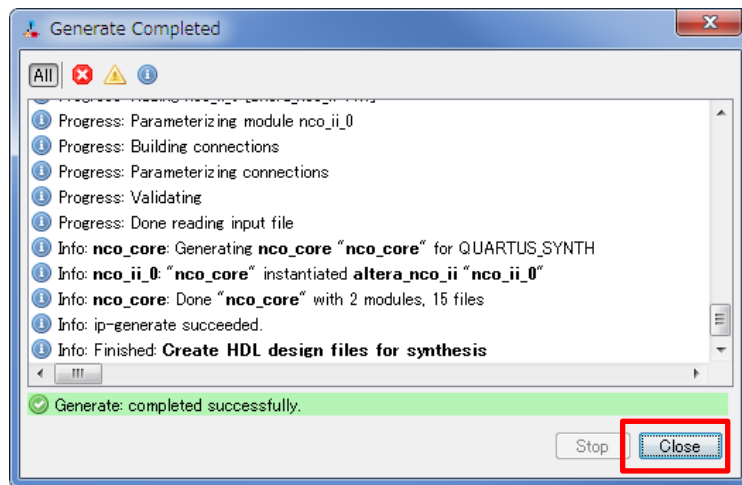 Generate Completed
All
Progress: Parameterizing module nco_ii_0
Progress: Building connections
Progress: Parameterizing connections
Progress: Validating
Progress: Done reading input file
Info: nco_core: Generating nco_core "nco_core" for QUARTUS_SYNTH
Info: nco_ii_0: "nco_core" instantiated altera_nco_ii "nco_ii_0"
Info: nco_core: Done "nco_core" with 2 modules, 15 files
Info: ip-generate succeeded.
Info: Finished: Create HDL design files for synthesis
Generate: completed successfully.
Stop
Close